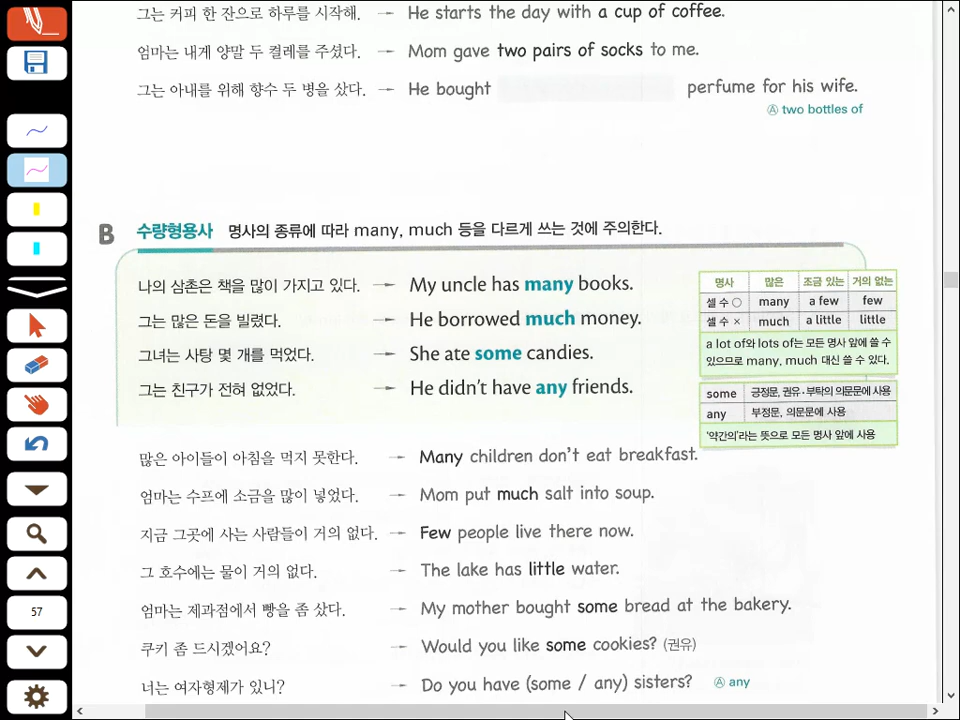 그는 커피 한 잔으로 하루를 시작해. → He starts the day with a cup of coffee.
엄마는 내게 양말 두 켤레를 주셨다. → Mom gave two pairs of socks to me.
그는 아내를 위해 향수 두 병을 샀다. → He bought perfume for his wife.
Ⓐ two bottles of
B 수량형용사 명사의 종류에 따라 many, much 등을 다르게 쓰는 것에 주의한다.
나의 삼촌은 책을 많이 가지고 있다. → My uncle has many books.
그는 많은 돈을 빌렸다. → He borrowed much money.
그녀는 사탕 몇 개를 먹었다. → She ate some candies.
그는 친구가 전혀 없었다. → He didn't have any friends.
명사 많은 조금 있는 거의 없는
셀 수 ○ many a few few
셀 수 × much a little little
a lot of와 lots of는 모든 명사 앞에 쓸 수
있으므로 many, much 대신 쓸 수 있다.
some 긍정문, 권유·부탁의 의문문에 사용
any 부정문, 의문문에 사용
'약간의'라는 뜻으로 모든 명사 앞에 사용
많은 아이들이 아침을 먹지 못한다. → Many children don't eat breakfast.
엄마는 수프에 소금을 많이 넣었다. → Mom put much salt into soup.
지금 그곳에 사는 사람들이 거의 없다. → Few people live there now.
그 호수에는 물이 거의 없다. → The lake has little water.
엄마는 제과점에서 빵을 좀 샀다. → My mother bought some bread at the bakery.
쿠키 좀 드시겠어요? → Would you like some cookies? (권유)
너는 여자형제가 있니? → Do you have (some / any) sisters? Ⓐ any
57